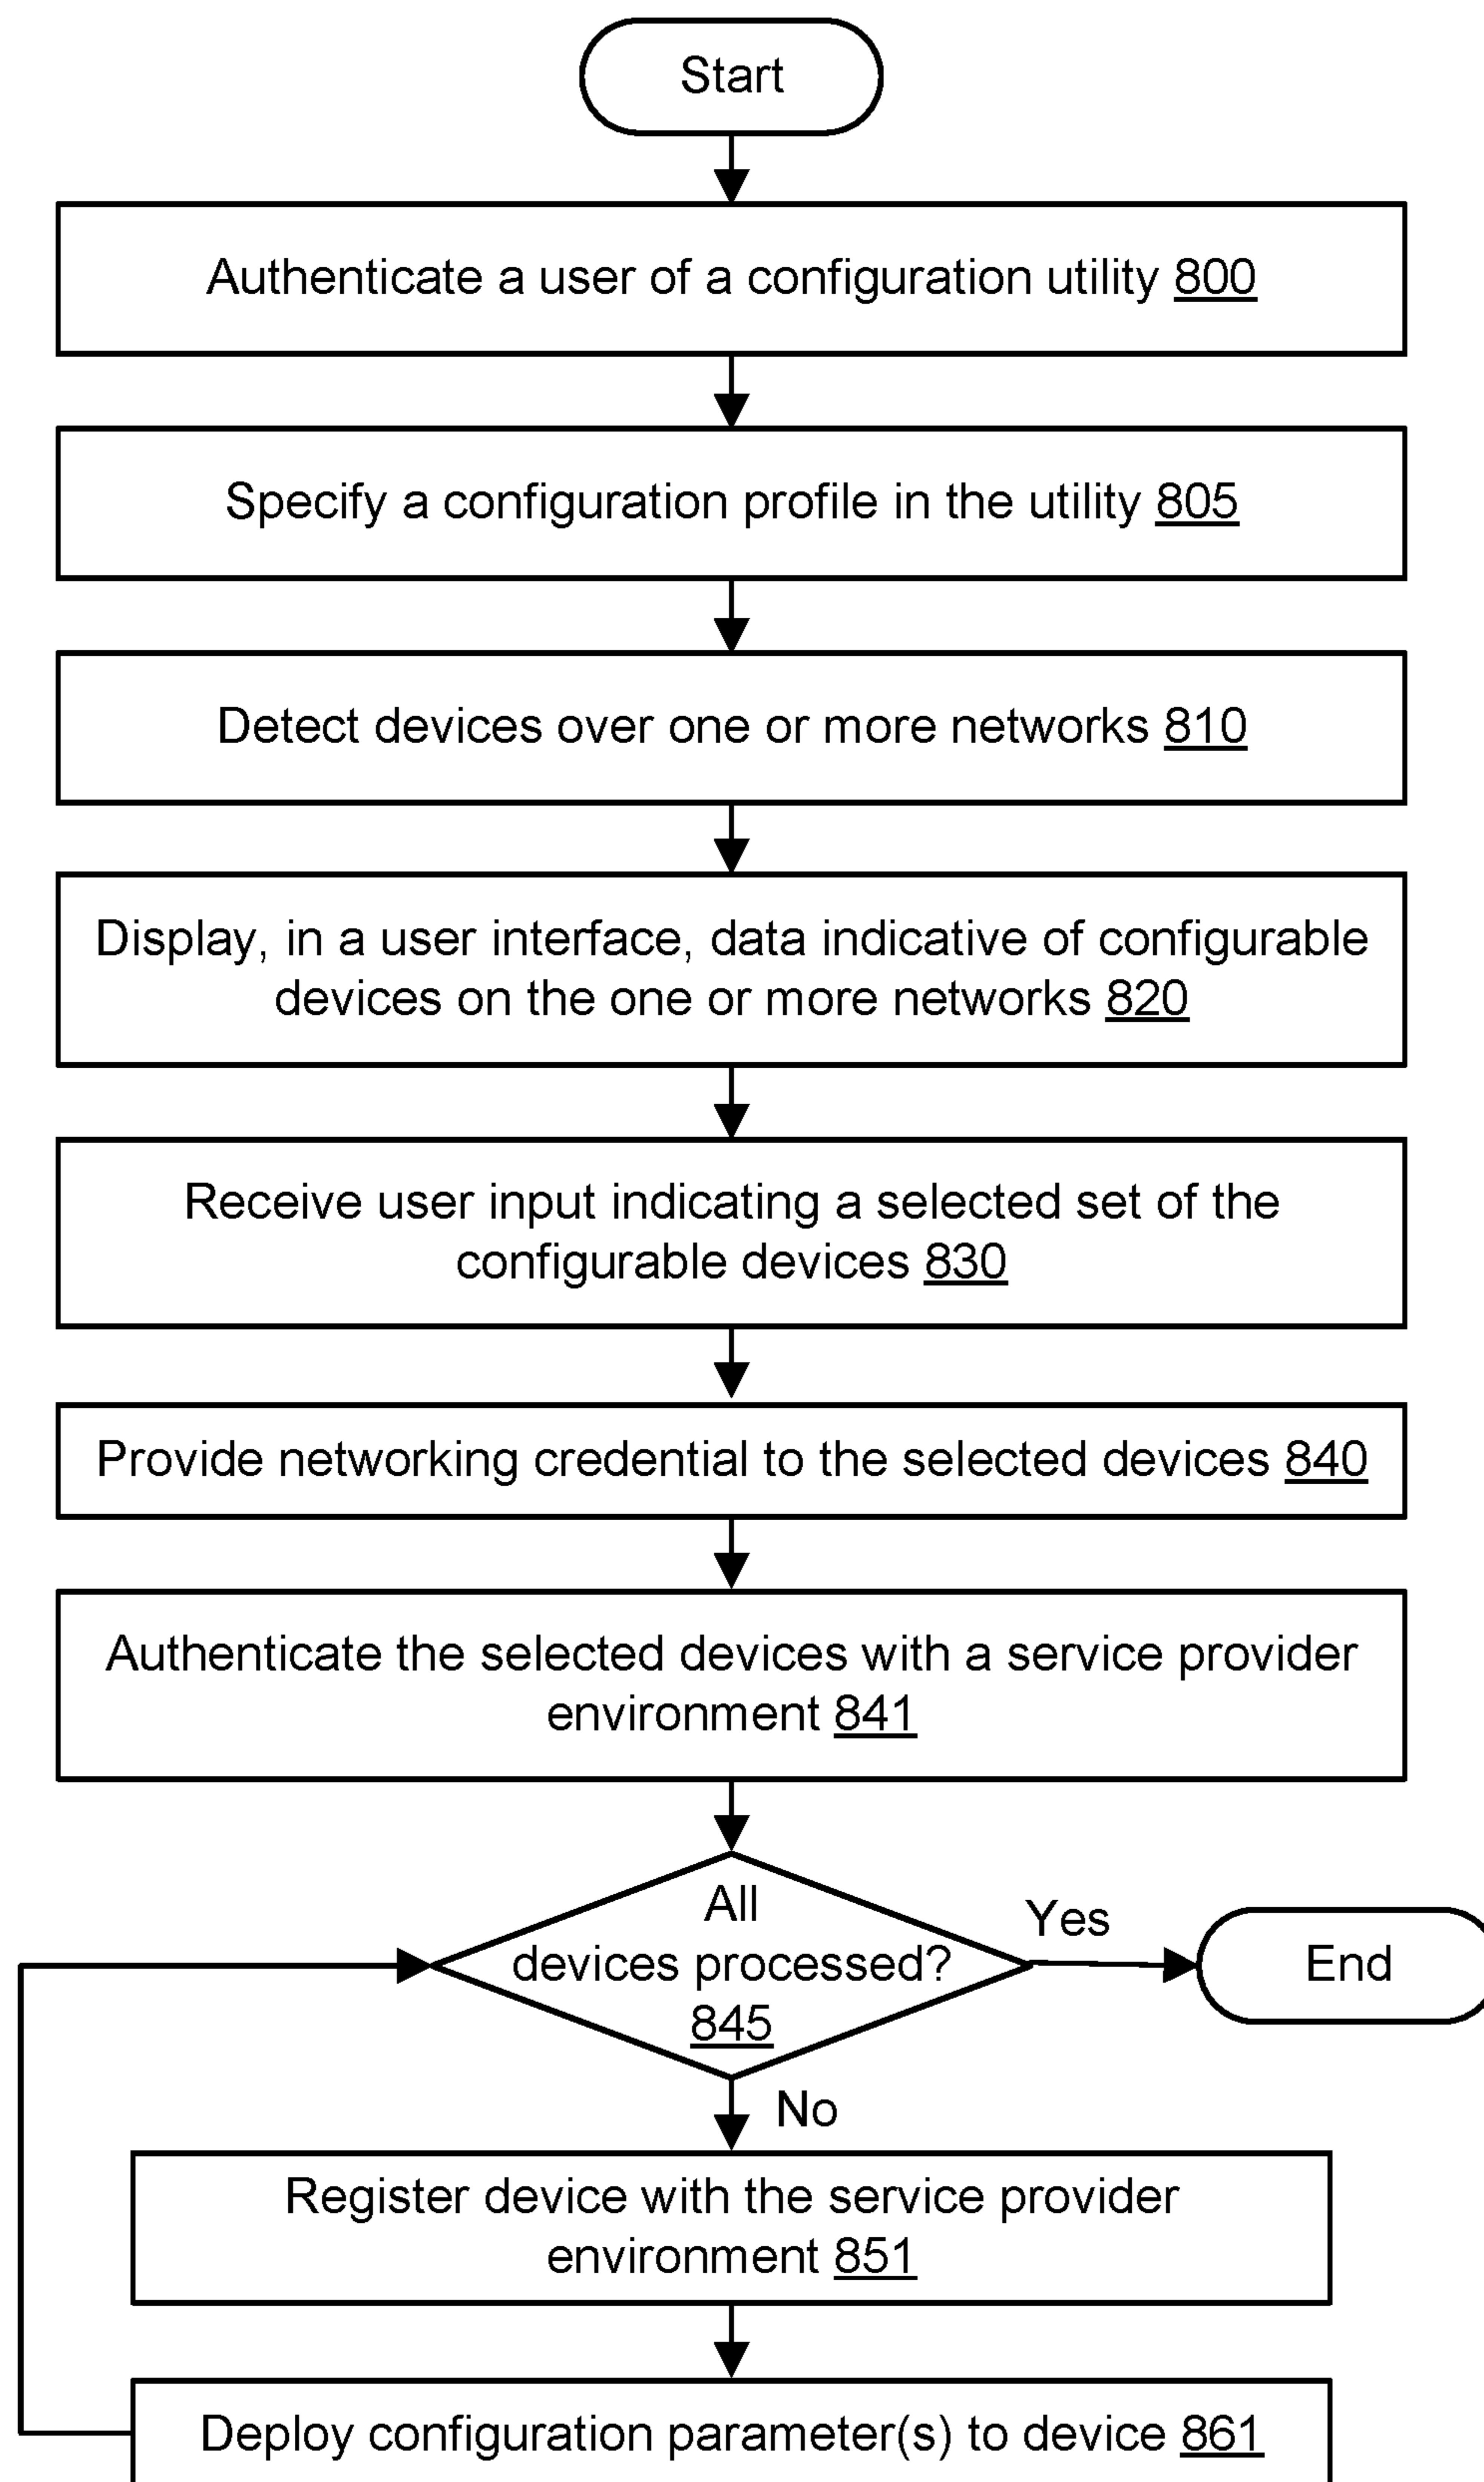 Start
Authenticate a user of a configuration utility 800
Specify a configuration profile in the utility 805
Detect devices over one or more networks 810
Display, in a user interface, data indicative of configurable
devices on the one or more networks 820
Receive user input indicating a selected set of the
configurable devices 830
Provide networking credential to the selected devices 840
Authenticate the selected devices with a service provider
environment 841
All
devices processed?
845
Yes
End
No
Register device with the service provider
environment 851
Deploy configuration parameter(s) to device 861